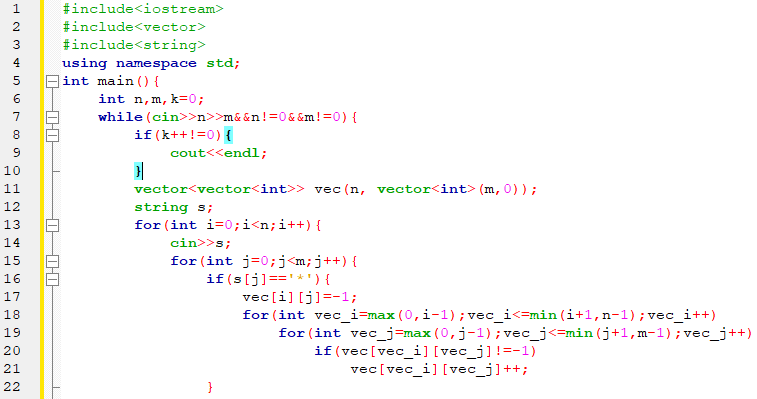 1 #include<iostream>
2 #include<vector>
3 #include<string>
4 using namespace std;
5 int main(){
6 int n,m,k=0;
7 while(cin>>n>>m&&n!=0&&m!=0){
8 if(k++!=0){
9 cout<<endl;
10 }
11 vector<vector<int>> vec(n, vector<int>(m,0));
12 string s;
13 for(int i=0;i<n;i++){
14 cin>>s;
15 for(int j=0;j<m;j++){
16 if(s[j]=='*'){
17 vec[i][j]=-1;
18 for(int vec_i=max(0,i-1);vec_i<=min(i+1,n-1);vec_i++)
19 for(int vec_j=max(0,j-1);vec_j<=min(j+1,m-1);vec_j++)
20 if(vec[vec_i][vec_j]!=-1)
21 vec[vec_i][vec_j]++;
22 }